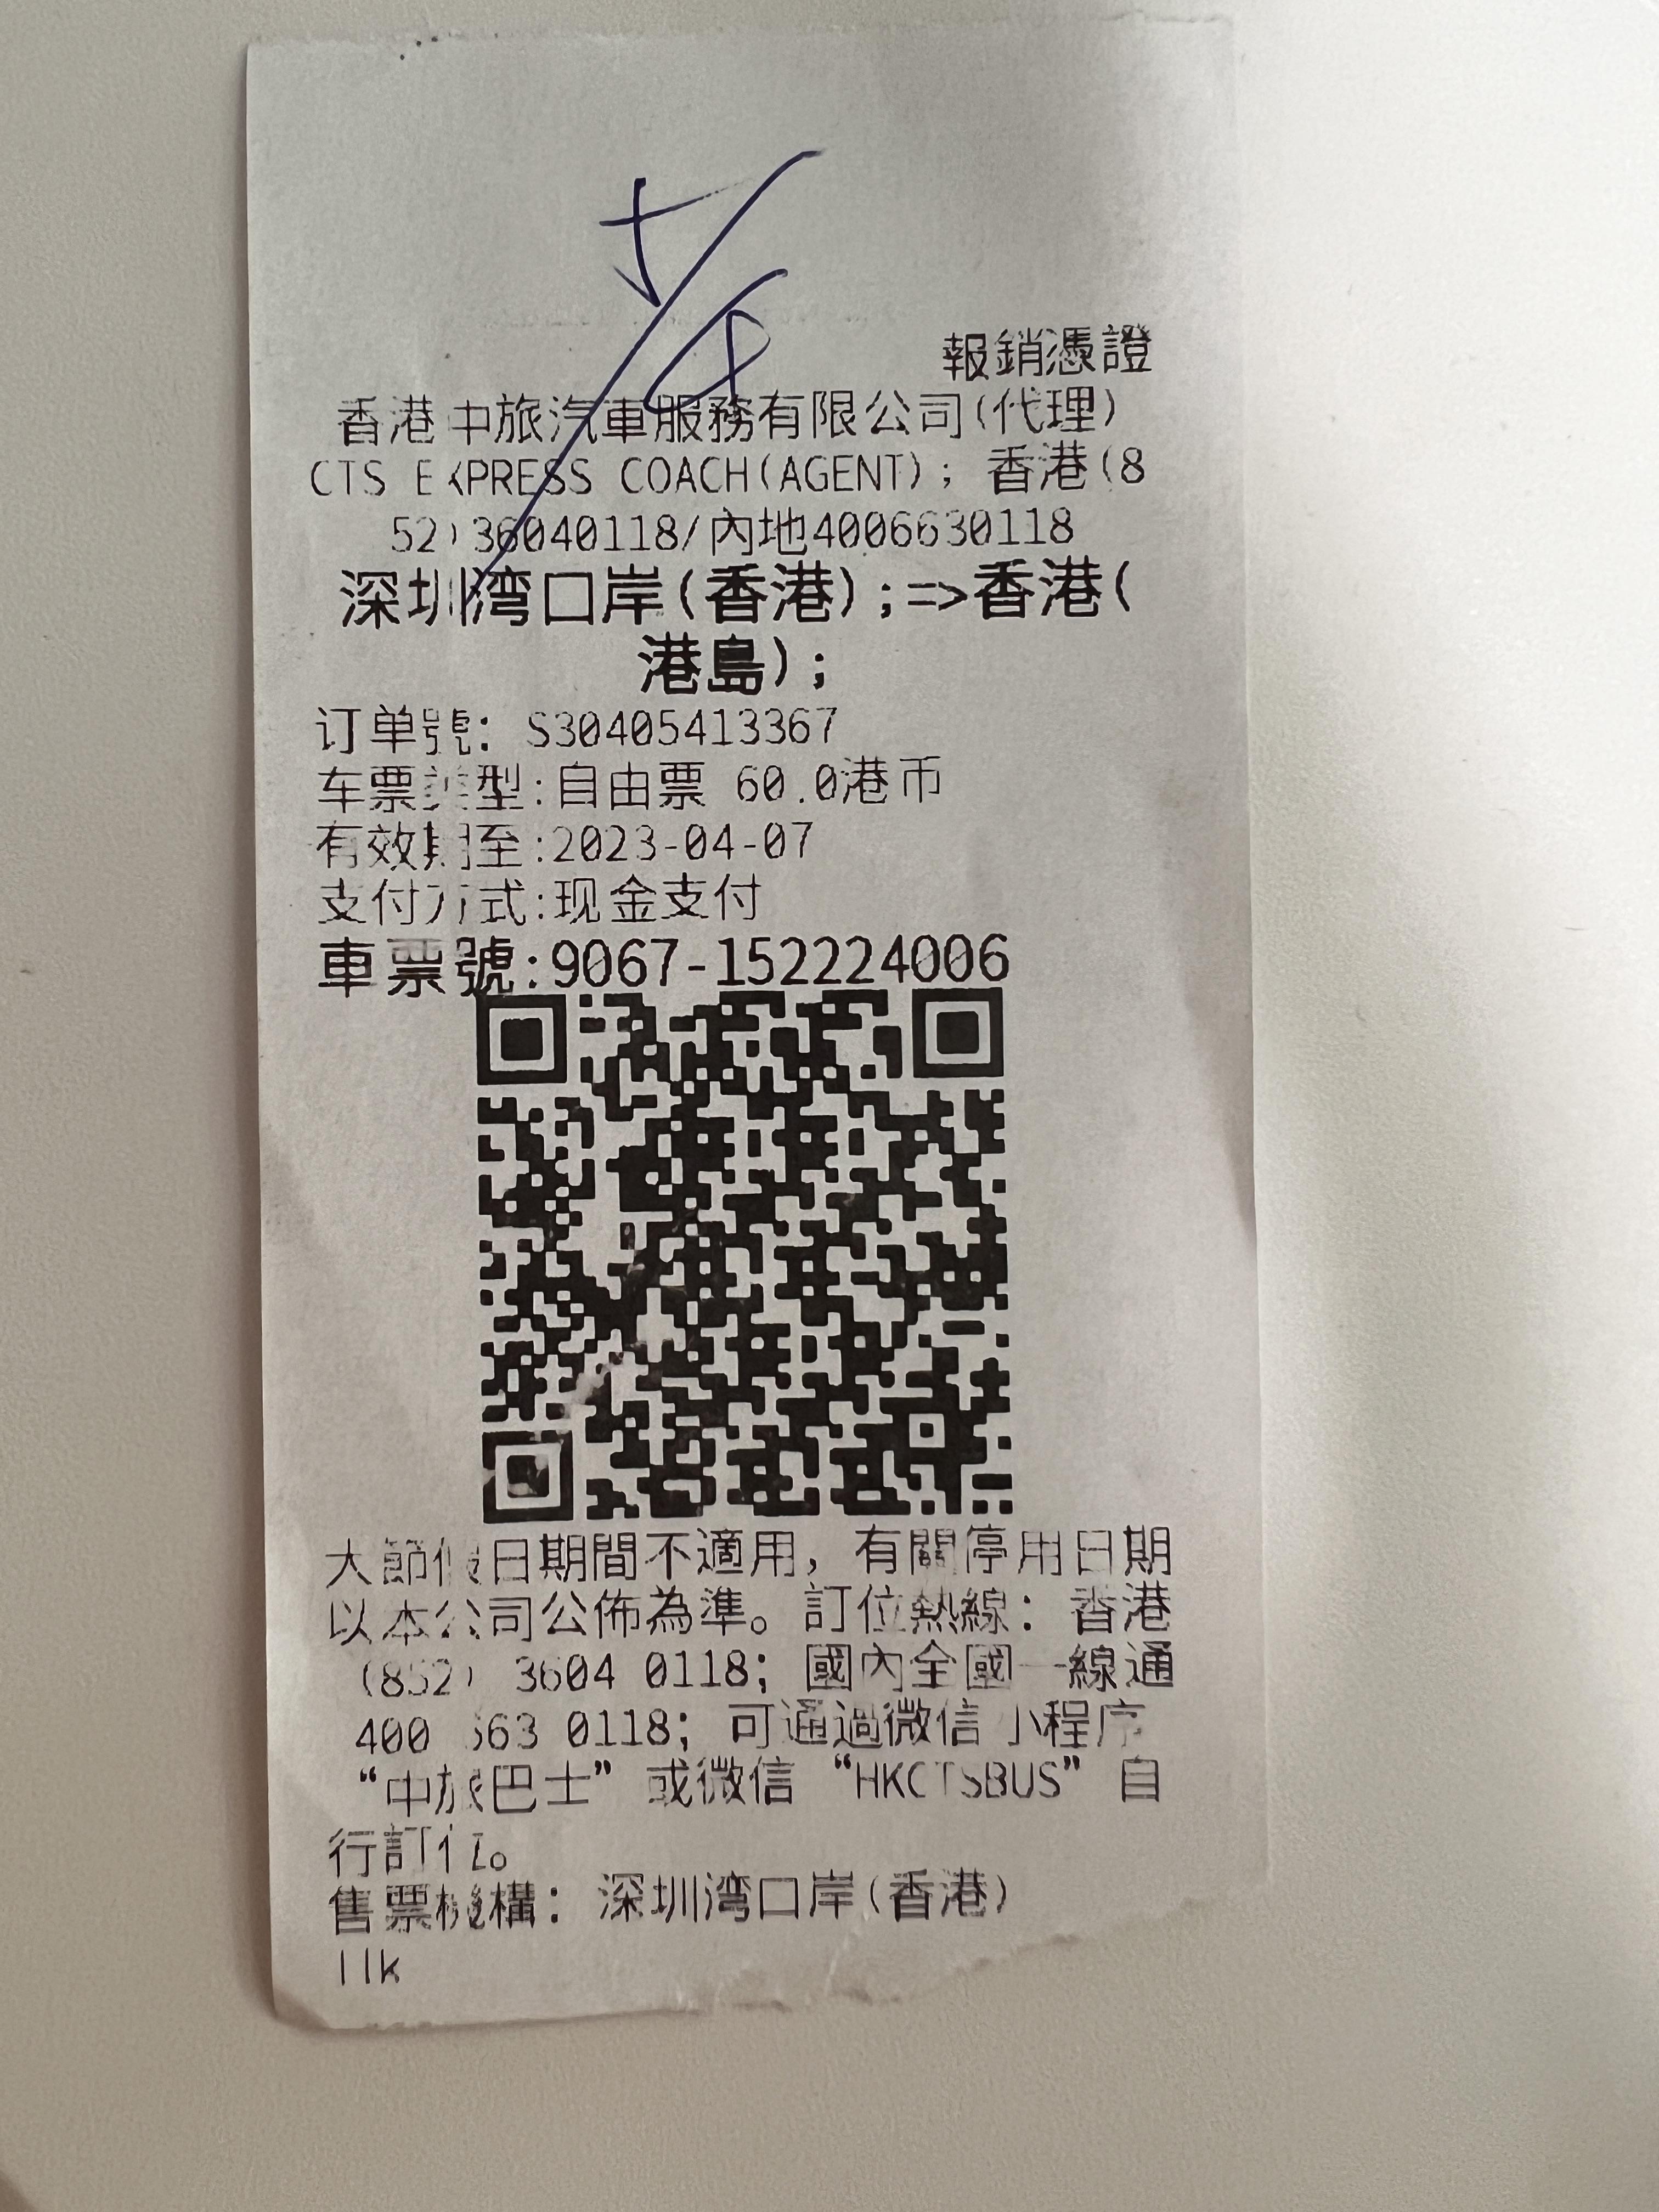 報銷憑證
香港中旅汽車服務有限公司(代理)
CTS EXPRESS COACH(AGENT); 香港(8
52)36040118/內地4006630118
深圳湾口岸(香港);=>香港(
港島);
订单號: S30405413367
车票类型:自由票 60.0港币
有效期至:2023-04-07
支付方式:现金支付
車票號:9067-152224006
大節假日期間不適用, 有關停用日期
以本公司公佈為準。訂位熱線: 香港
(852) 3604 0118; 國內全國一線通
400 663 0118; 可通過微信小程序
“中旅巴士” 或微信 “HKCTSBUS” 自
行訂位。
售票機構: 深圳湾口岸(香港)
llk